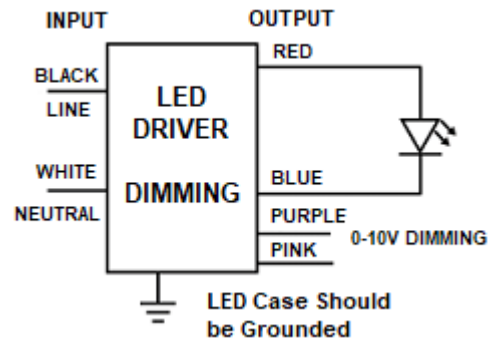 INPUT
OUTPUT
RED
BLACK
LINE
LED
DRIVER
WHITE
DIMMING
BLUE
NEUTRAL
PURPLE
0-10V DIMMING
PINK
LED Case Should
be Grounded